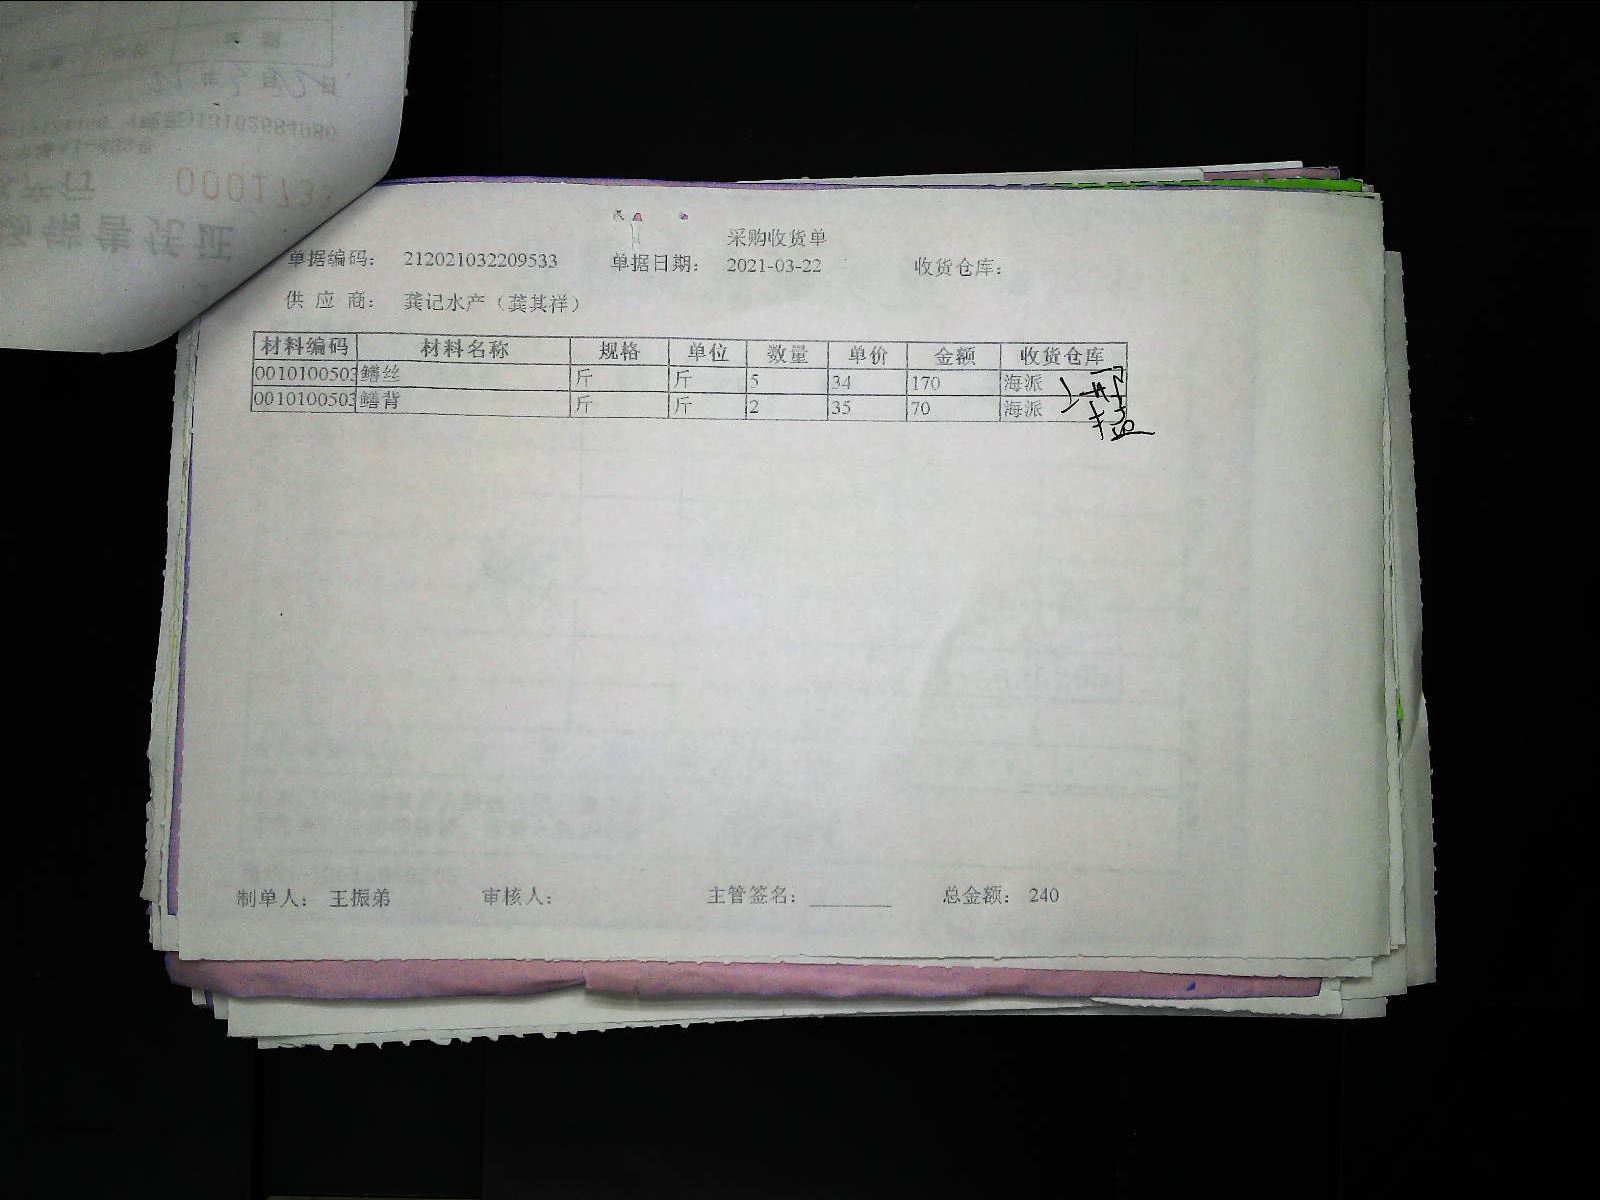 0001733
采购收货单
单据编码： 212021032209533 单据日期： 2021-03-22 收货仓库：
供 应 商： 龚记水产（龚其祥）
材料编码 材料名称 规格 单位 数量 单价 金额 收货仓库
0010100503 鳝丝 斤 斤 5 34 170 海派
0010100503 鳝背 斤 斤 2 35 70 海派
制单人： 王振弟 审核人： 主管签名： 总金额： 240